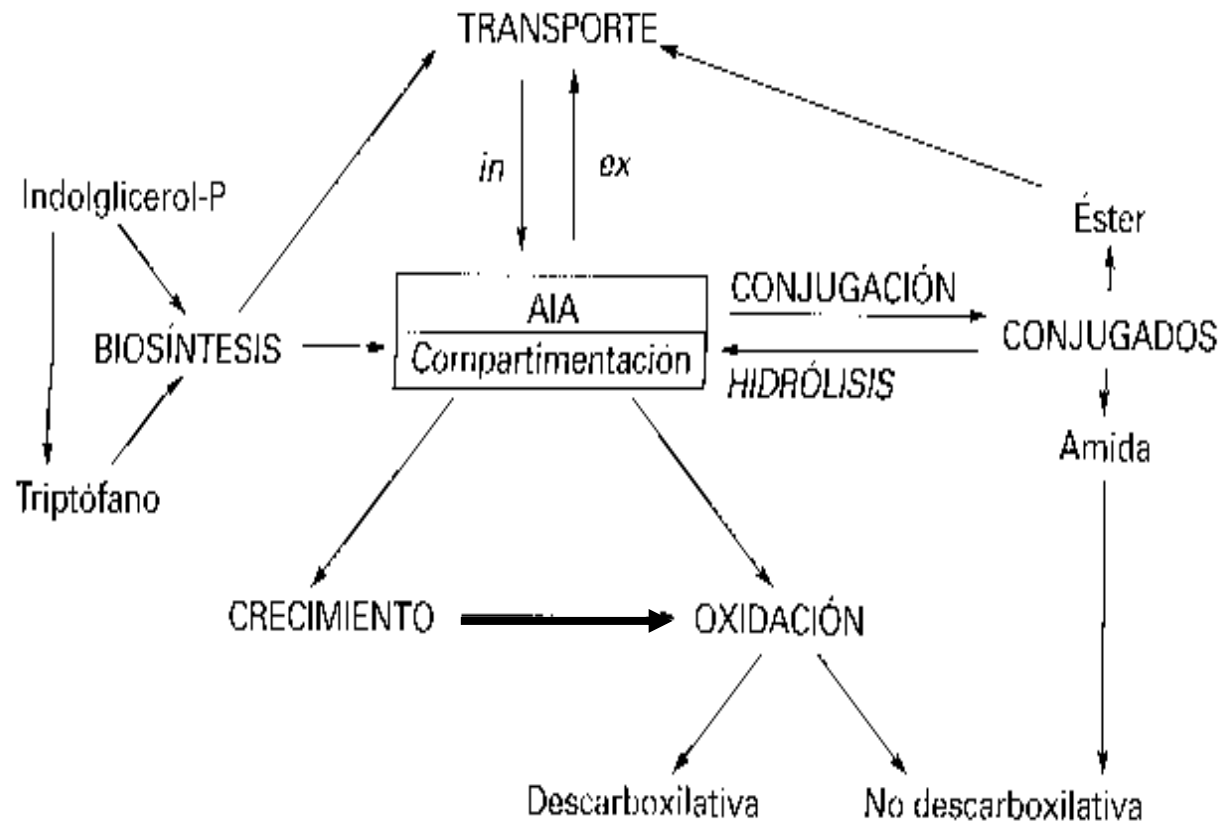 TRANSPORTE
in
ex
Indolglicerol-P
Éster
CONJUGACIÓN
AIA
BIOSÍNTESIS
Compartimentación
CONJUGADOS
HIDRÓLISIS
Amida
Triptófano
CRECIMIENTO
OXIDACIÓN
Descarboxilativa
No descarboxilativa